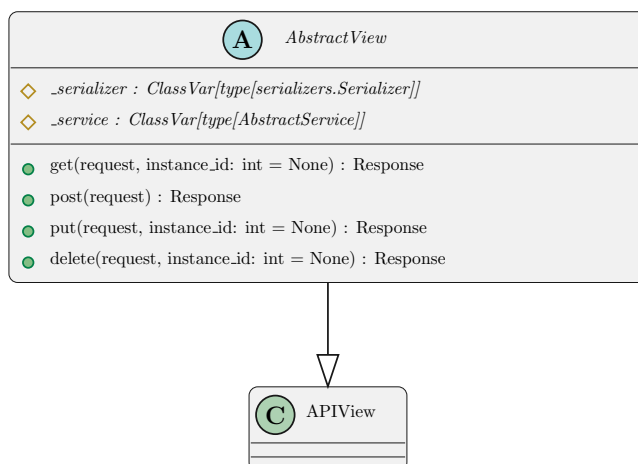 A AbstractView
_serializer : ClassVar[type[serializers.Serializer]]
_service : ClassVar[type[AbstractService]]
get(request, instance_id: int = None) : Response
post(request) : Response
put(request, instance_id: int = None) : Response
delete(request, instance_id: int = None) : Response
C APIView